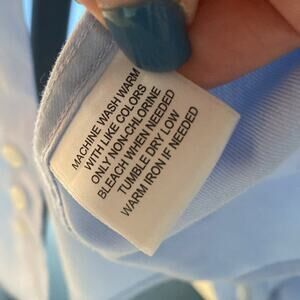 MACHINE WASH WARM
WITH LIKE COLORS
ONLY NON-CHLORINE
BLEACH WHEN NEEDED
TUMBLE DRY LOW
WARM IRON IF NEEDED